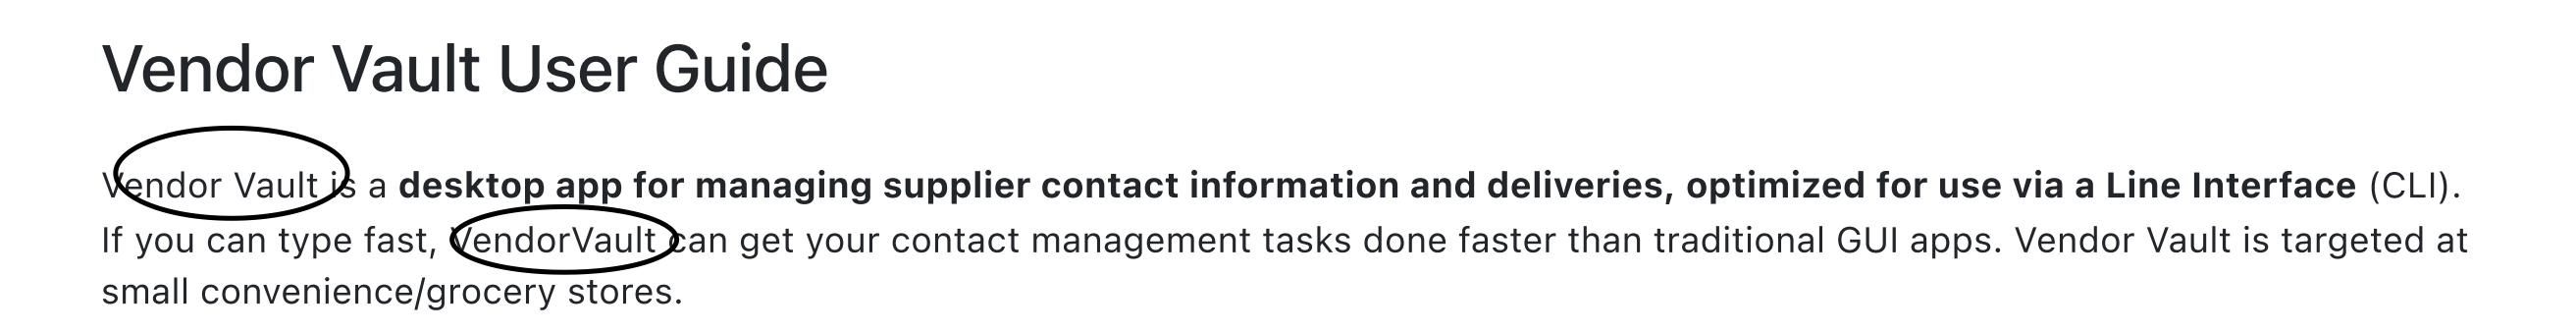 Vendor Vault User Guide
Vendor Vault is a desktop app for managing supplier contact information and deliveries, optimized for use via a Line Interface (CLI).
If you can type fast, VendorVault can get your contact management tasks done faster than traditional GUI apps. Vendor Vault is targeted at
small convenience/grocery stores.